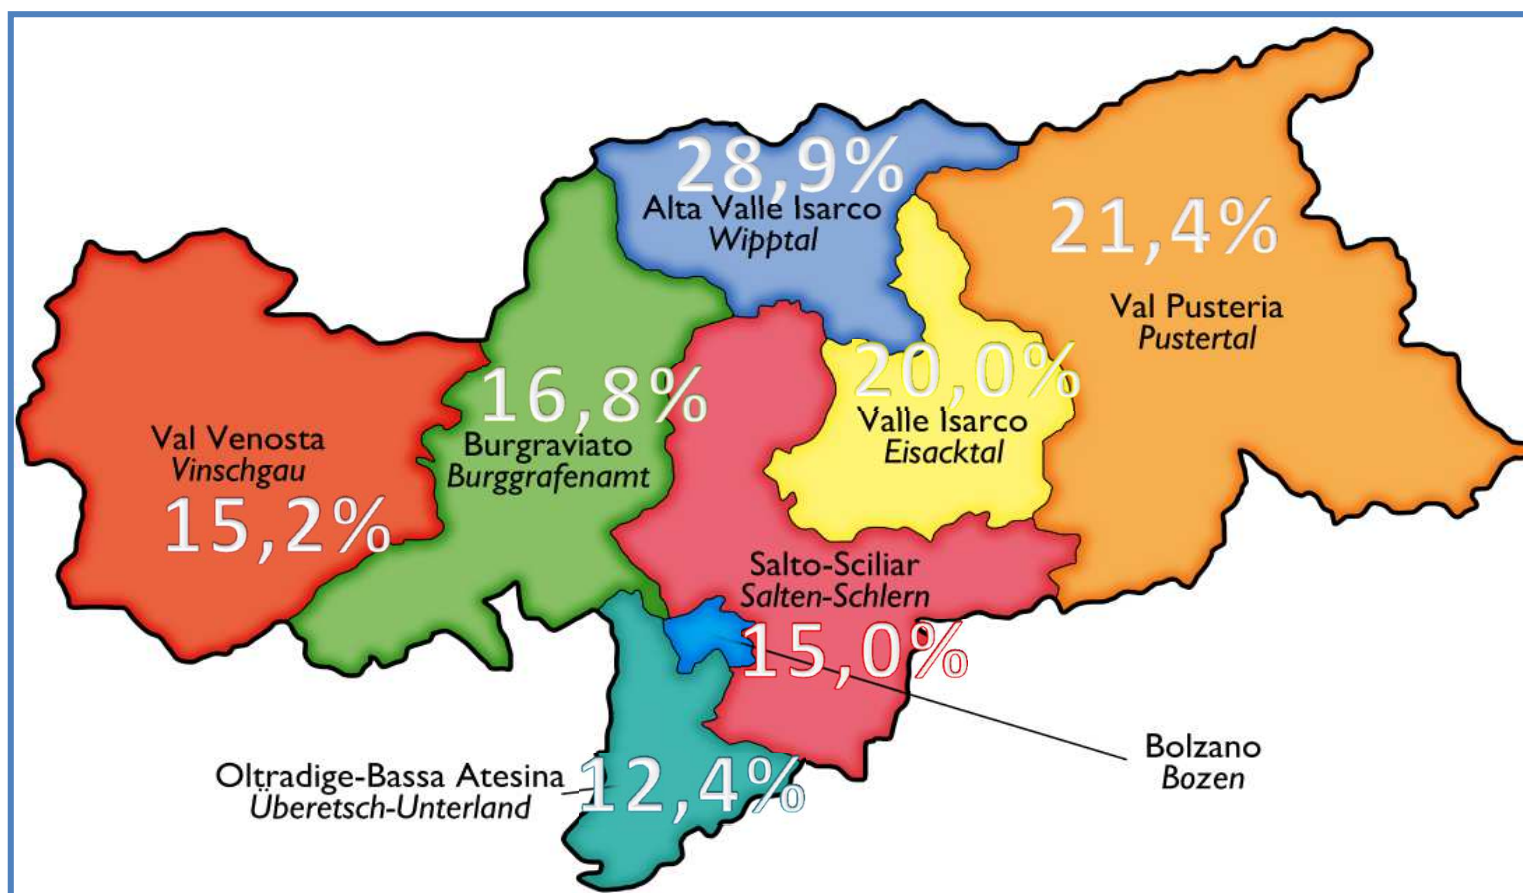 28,9%
Alta Valle Isarco
Wipptal
21,4%
Val Pusteria
Pustertal
20,0%
Valle Isarco
Eisacktal
16,8%
Burgraviato
Burggrafenamt
Val Venosta
Vinschgau
15,2%
Salto-Sciliar
Salten-Schlern
15,0%
Bolzano
Bozen
Oltradige-Bassa Atesina
Überetsch-Unterland
12,4%